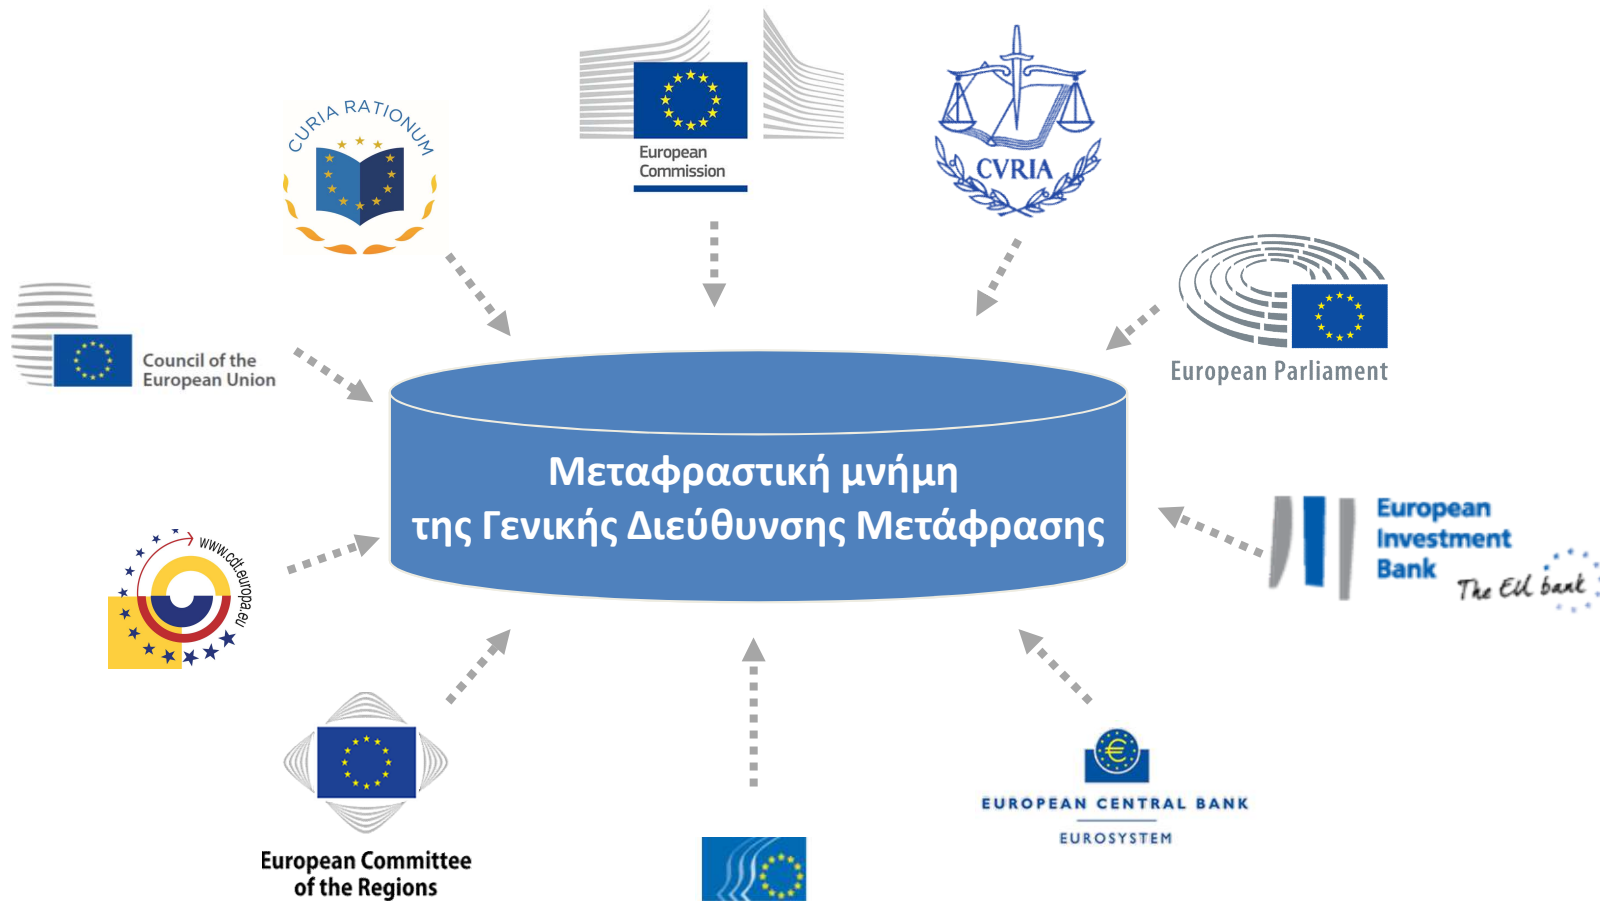 CURIA RATIONUM
European
Commission
CVRIA
Council of the
European Union
European Parliament
Μεταφραστική μνήμη
της Γενικής Διεύθυνσης Μετάφρασης
European
Investment
Bank
The EU bank
www.cdt.europa.eu
European Committee
of the Regions
EUROPEAN CENTRAL BANK
EUROSYSTEM